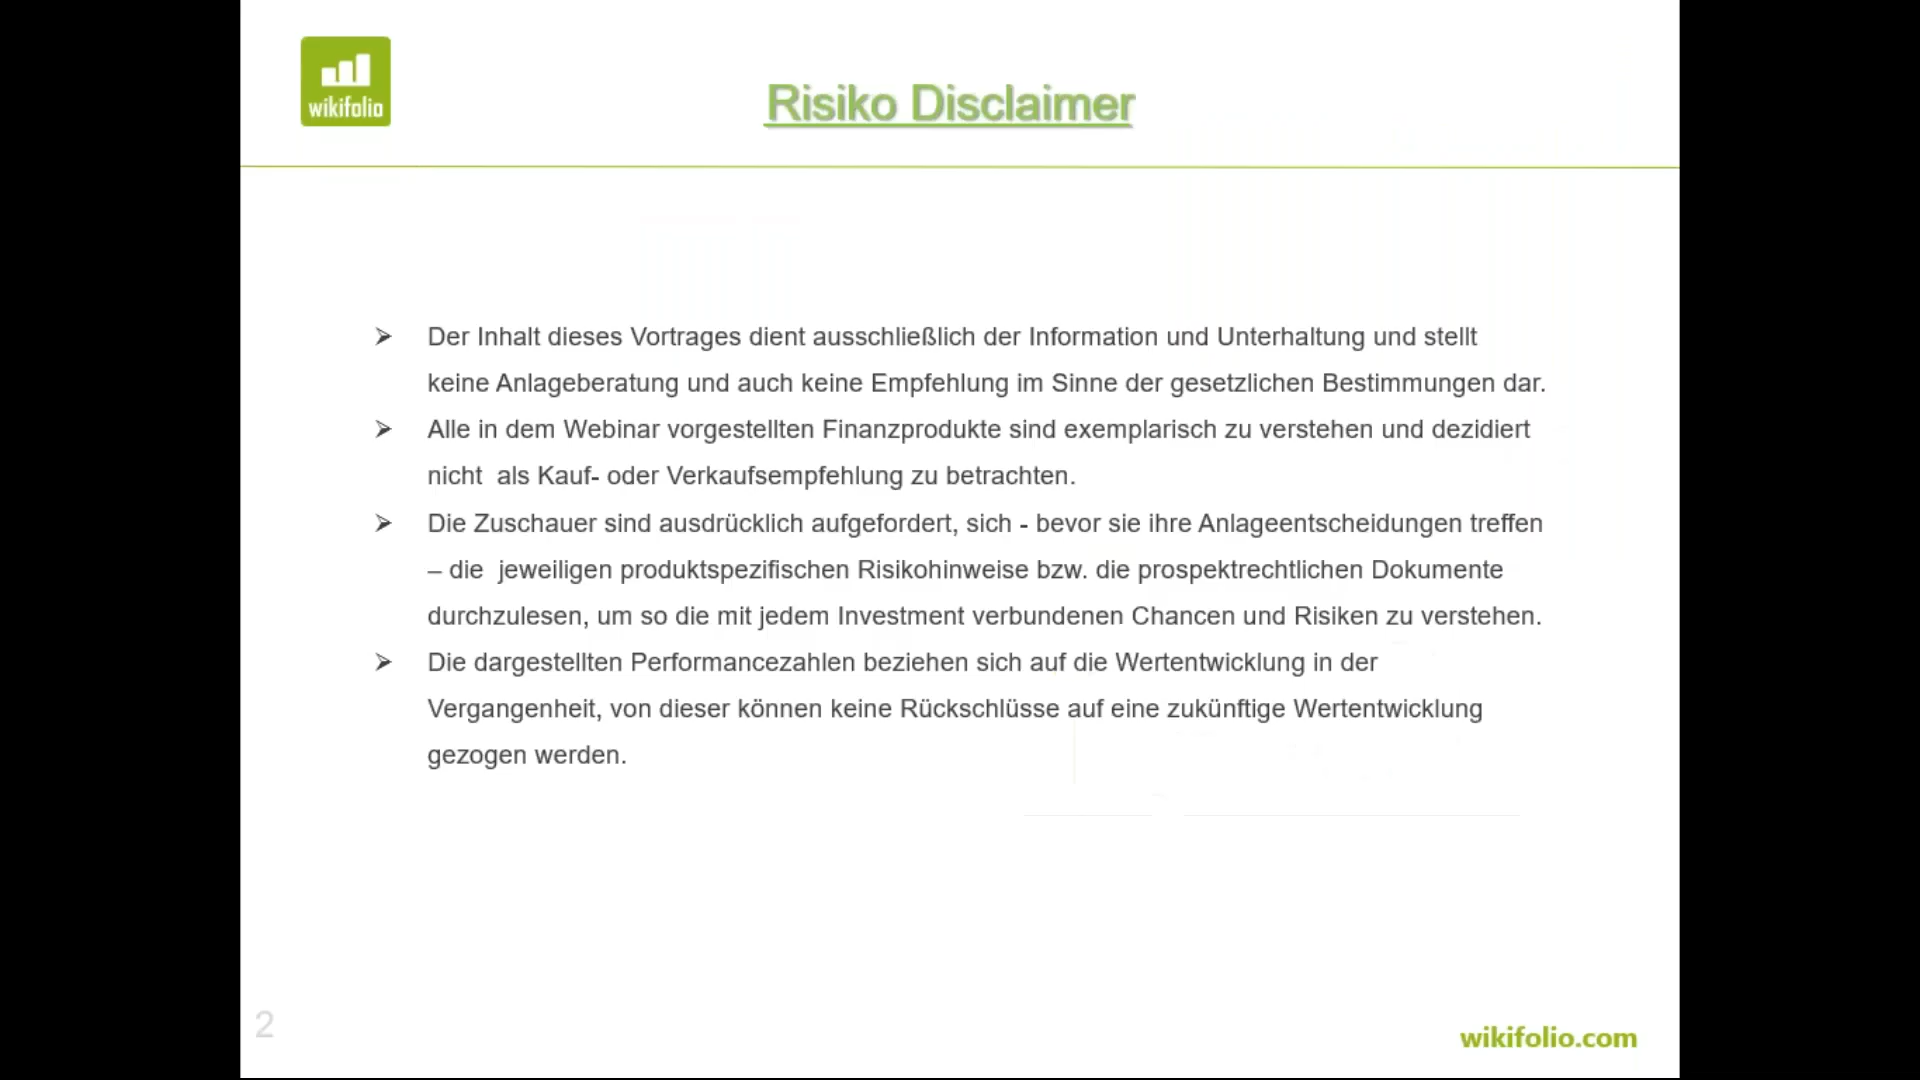 wikifolio
Risiko Disclaimer
➢ Der Inhalt dieses Vortrages dient ausschließlich der Information und Unterhaltung und stellt
keine Anlageberatung und auch keine Empfehlung im Sinne der gesetzlichen Bestimmungen dar.
➢ Alle in dem Webinar vorgestellten Finanzprodukte sind exemplarisch zu verstehen und dezidiert
nicht  als Kauf- oder Verkaufsempfehlung zu betrachten.
➢ Die Zuschauer sind ausdrücklich aufgefordert, sich - bevor sie ihre Anlageentscheidungen treffen
– die  jeweiligen produktspezifischen Risikohinweise bzw. die prospektrechtlichen Dokumente
durchzulesen, um so die mit jedem Investment verbundenen Chancen und Risiken zu verstehen.
➢ Die dargestellten Performancezahlen beziehen sich auf die Wertentwicklung in der
Vergangenheit, von dieser können keine Rückschlüsse auf eine zukünftige Wertentwicklung
gezogen werden.
2
wikifolio.com